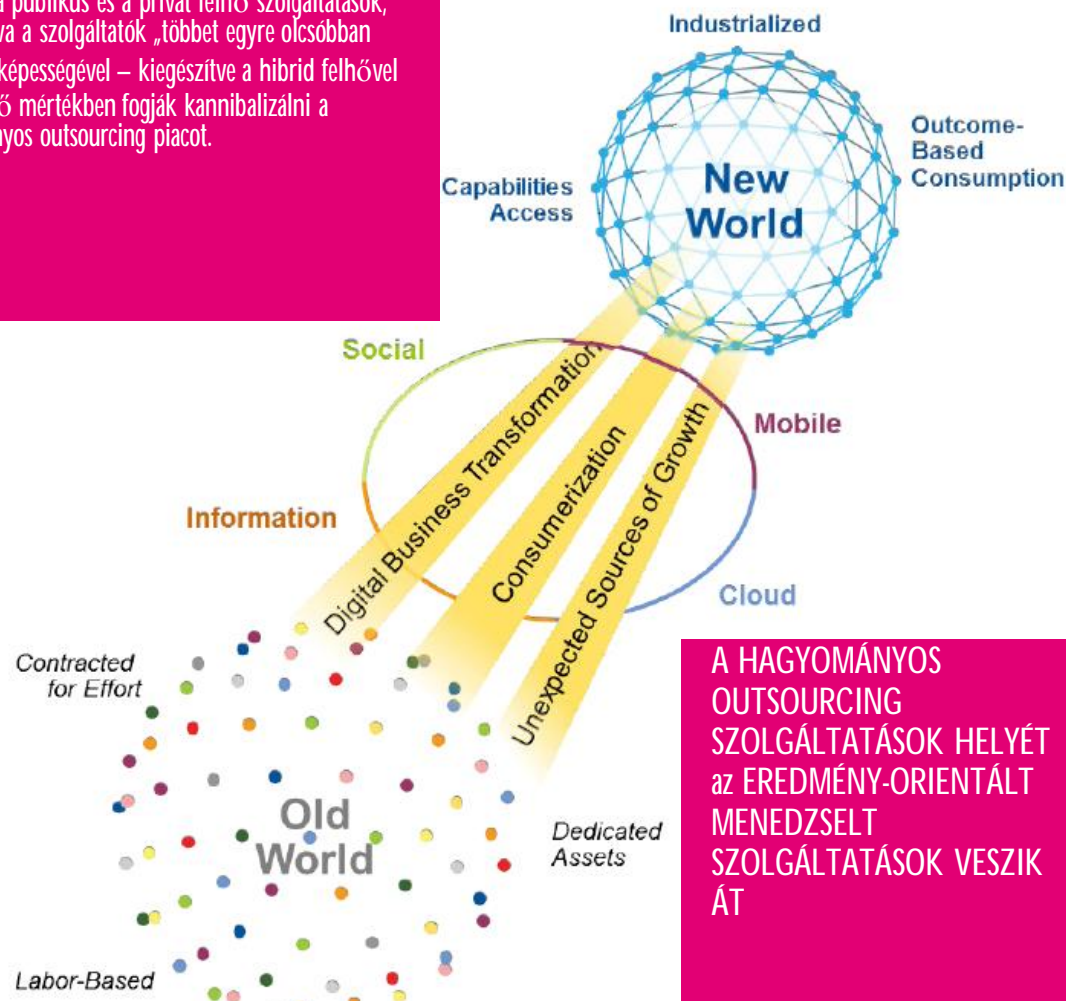 a publikus és a privát felhő szolgáltatások,
a szolgáltatók „többet egyre olcsóbban
képességével – kiegészítve a hibrid felhővel
mértékben fogják kannibalizálni a
outsourcing piacot.
Industrialized
Outcome-
Based
Consumption
Capabilities
Access
New
World
Social
Mobile
Information
Cloud
Digital Business Transformation
Consumerization
Unexpected Sources of Growth
Contracted
for Effort
Old
World
Dedicated
Assets
Labor-Based
A HAGYOMÁNYOS
OUTSOURCING
SZOLGÁLTATÁSOK HELYÉT
az EREDMÉNY-ORIENTÁLT
MENEDZSELT
SZOLGÁLTATÁSOK VESZIK
ÁT